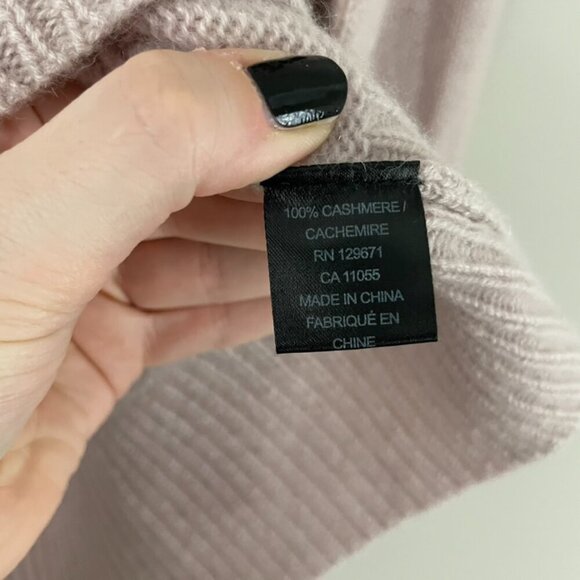 100% CASHMERE /
CACHEMIRE
RN 129671
CA 11055
MADE IN CHINA
FABRIQUÉ EN
CHINE